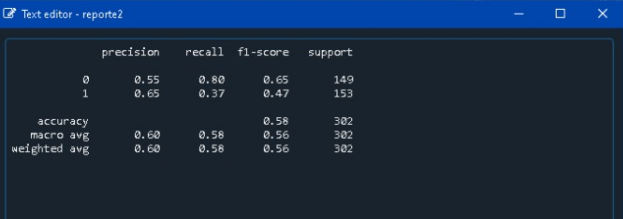 Text editor - reporte2
precision recall f1-score support
0 0.55 0.80 0.65 149
1 0.65 0.37 0.47 153
accuracy 0.58 302
macro avg 0.60 0.58 0.56 302
weighted avg 0.60 0.58 0.56 302